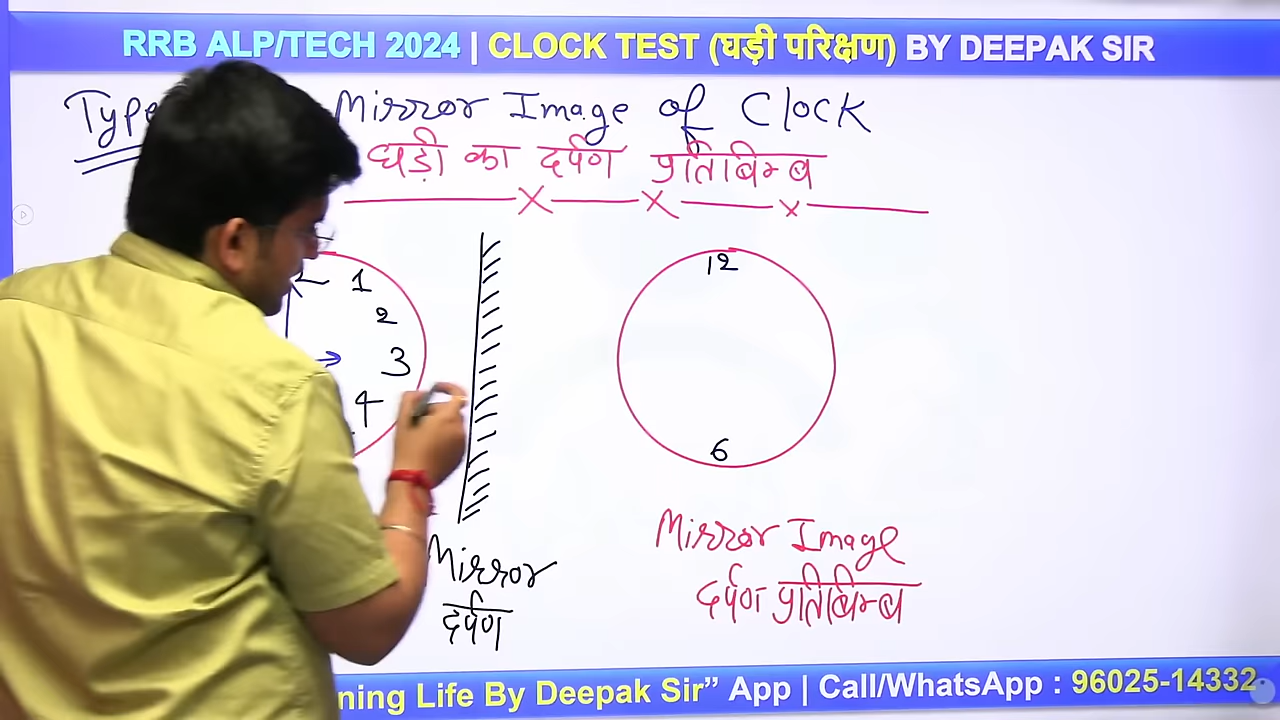 RRB ALP/TECH 2024 | CLOCK TEST (घड़ी परिक्षण) BY DEEPAK SIR
Type Mirror Image of Clock
घड़ी का दर्पण प्रतिबिम्ब
1
2
3
4
12
6
Mirror Image
दर्पण प्रतिबिम्ब
Mirror
दर्पण
Life By Deepak Sir” App | Call/WhatsApp : 96025-14332